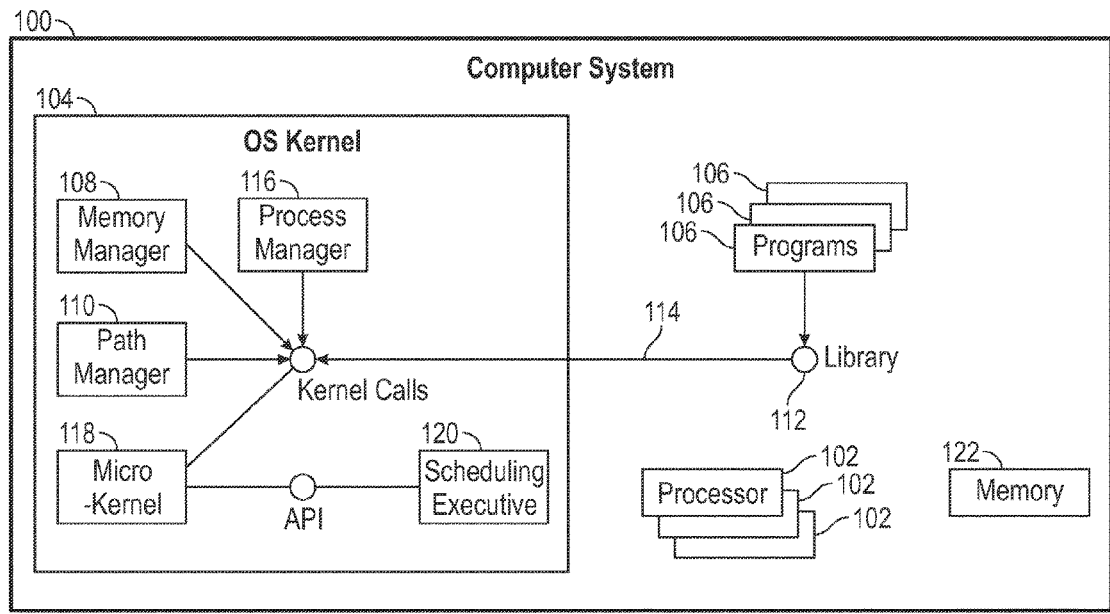 100
Computer System
104
OS Kernel
108
Memory
Manager
116
Process
Manager
106
106
106
Programs
110
Path
Manager
Kernel Calls
114
Library
112
118
Micro
-Kernel
API
120
Scheduling
Executive
102
Processor
102
102
122
Memory